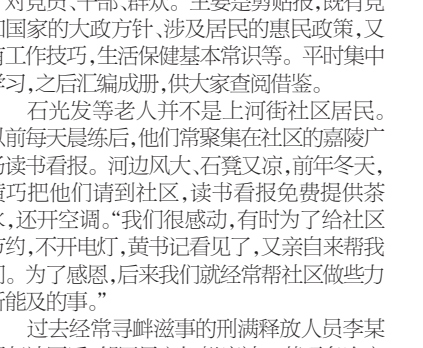 对党员、干部、群众。主要是剪贴报,既有党
和国家的大政方针、涉及居民的惠民政策,又
有工作技巧,生活保健基本常识等。平时集中
学习,之后汇编成册,供大家查阅借鉴。
石光发等老人并不是上河街社区居民。
以前每天晨练后,他们常聚集在社区的嘉陵广
场读书看报。河边风大、石凳又凉,前年冬天,
黄巧把他们请到社区,读书看报免费提供茶
水,还开空调。“我们很感动,有时为了给社区
节约,不开电灯,黄书记看见了,又亲自来帮我
们。为了感恩,后来我们就经常帮社区做些力
所能及的事。”
过去经常寻衅滋事的刑满释放人员李某